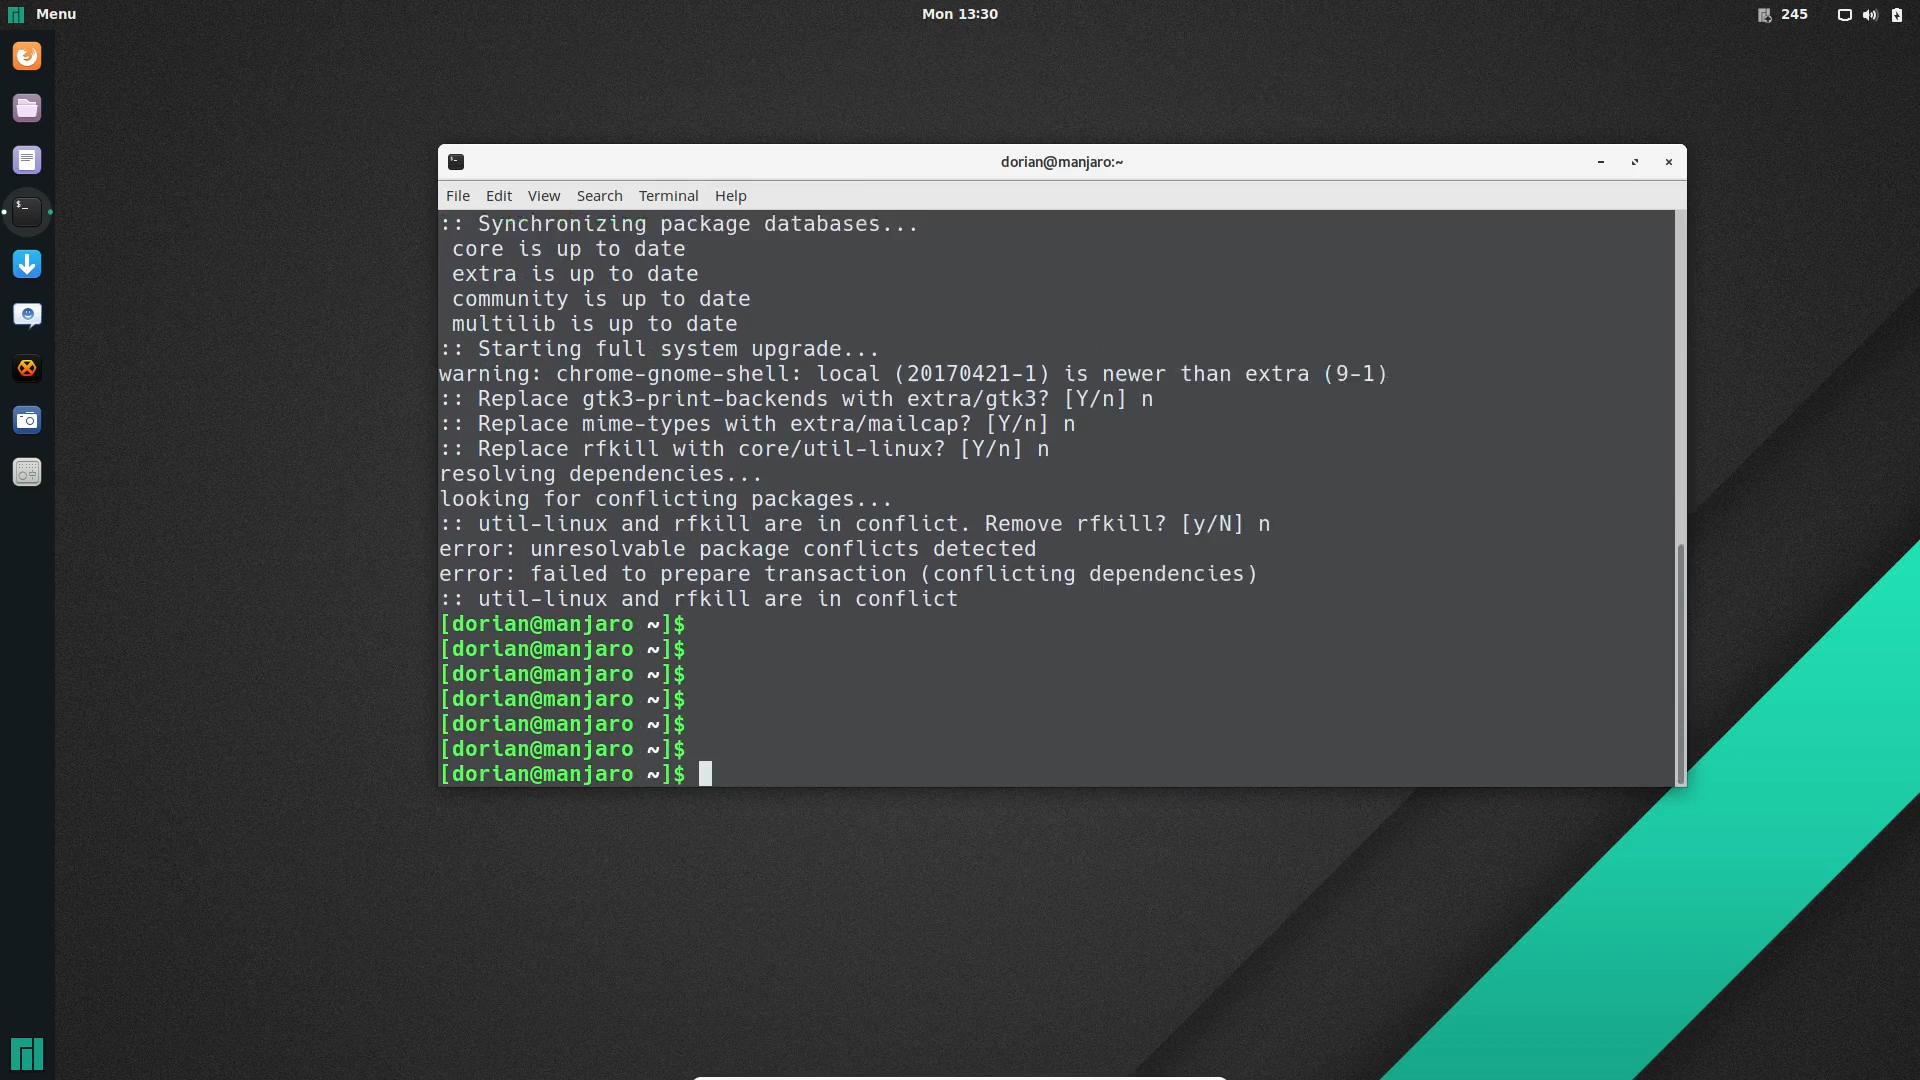 Menu
Mon 13:30
245
dorian@manjaro:~
File Edit View Search Terminal Help
:: Synchronizing package databases...
core is up to date
extra is up to date
community is up to date
multilib is up to date
:: Starting full system upgrade...
warning: chrome-gnome-shell: local (20170421-1) is newer than extra (9-1)
:: Replace gtk3-print-backends with extra/gtk3? [Y/n] n
:: Replace mime-types with extra/mailcap? [Y/n] n
:: Replace rfkill with core/util-linux? [Y/n] n
resolving dependencies...
looking for conflicting packages...
:: util-linux and rfkill are in conflict. Remove rfkill? [y/N] n
error: unresolvable package conflicts detected
error: failed to prepare transaction (conflicting dependencies)
:: util-linux and rfkill are in conflict
[dorian@manjaro ~]$
[dorian@manjaro ~]$
[dorian@manjaro ~]$
[dorian@manjaro ~]$
[dorian@manjaro ~]$
[dorian@manjaro ~]$
[dorian@manjaro ~]$